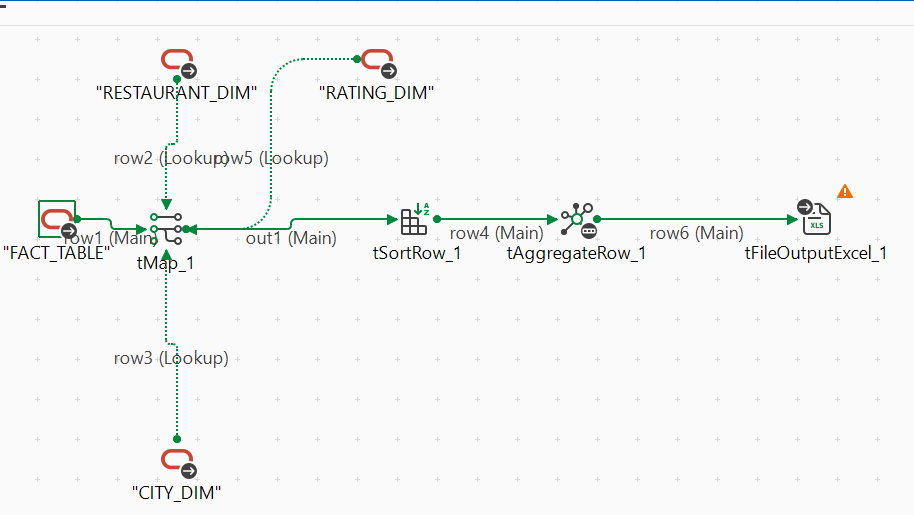 "RESTAURANT_DIM"
"RATING_DIM"
row2 (Lookup)
row5 (Lookup)
"FACT_TABLE"
row1 (Main)
tMap_1
out1 (Main)
tSortRow_1
row4 (Main)
tAggregateRow_1
row6 (Main)
XLS
tFileOutputExcel_1
row3 (Lookup)
"CITY_DIM"
A
Z